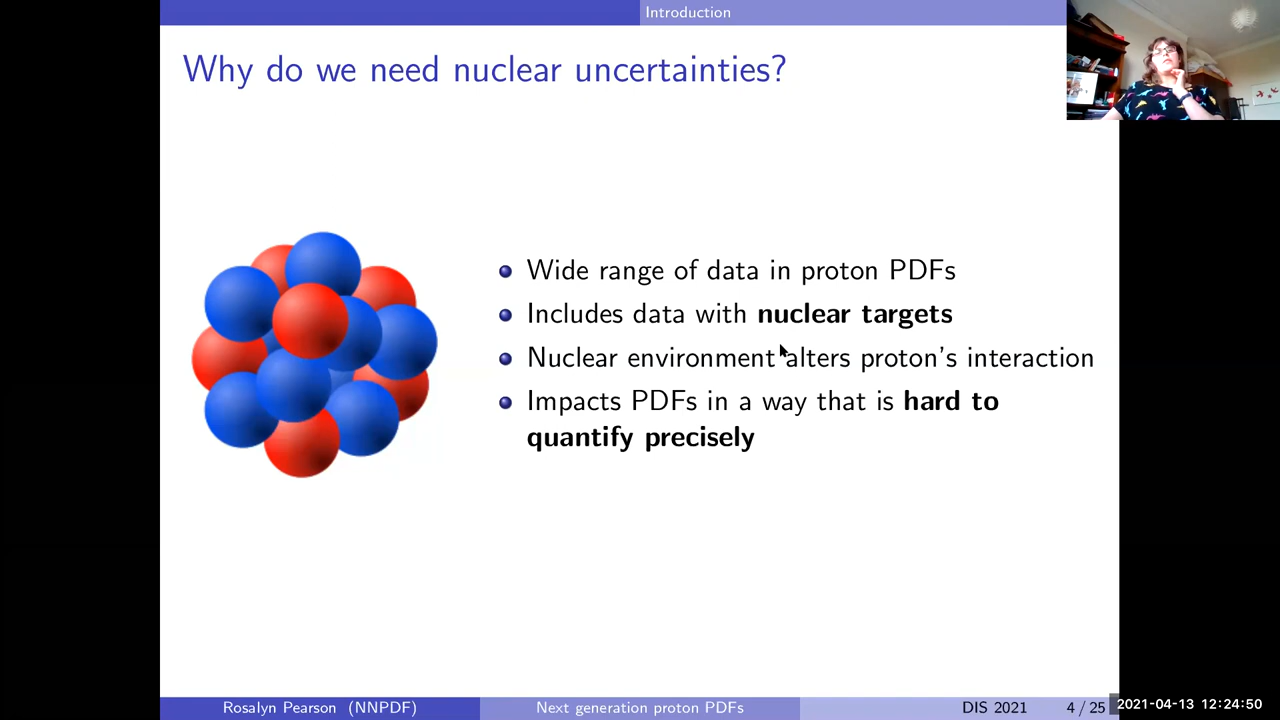 Introduction
Why do we need nuclear uncertainties?
Wide range of data in proton PDFs
Includes data with nuclear targets
Nuclear environment alters proton's interaction
Impacts PDFs in a way that is hard to
quantify precisely
Rosalyn Pearson (NNPDF)
Next generation proton PDFs
DIS 2021
4 / 25
2021-04-13 12:24:50